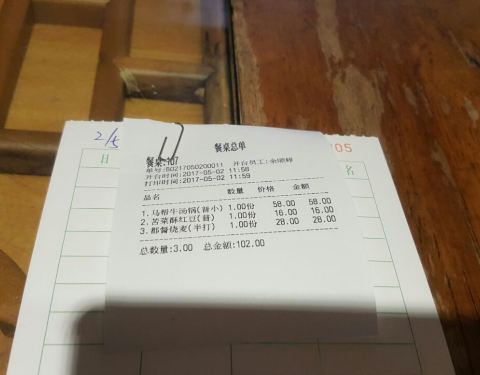 2/5
日
05
名
餐桌总单
餐桌:107
单号:B0217050200011 开台员工:余
开台时间:2017-05-02 11:58
打印时间:2017-05-02 11:59
品名 数量 价格 金额
1.马帮牛汤锅(普小) 1.00份 58.00 58.00
2.苦菜酥红豆(普) 1.00份 16.00 16.00
3.都督烧麦(半打) 1.00份 28.00 28.00
总数量:3.00 总金额:102.00